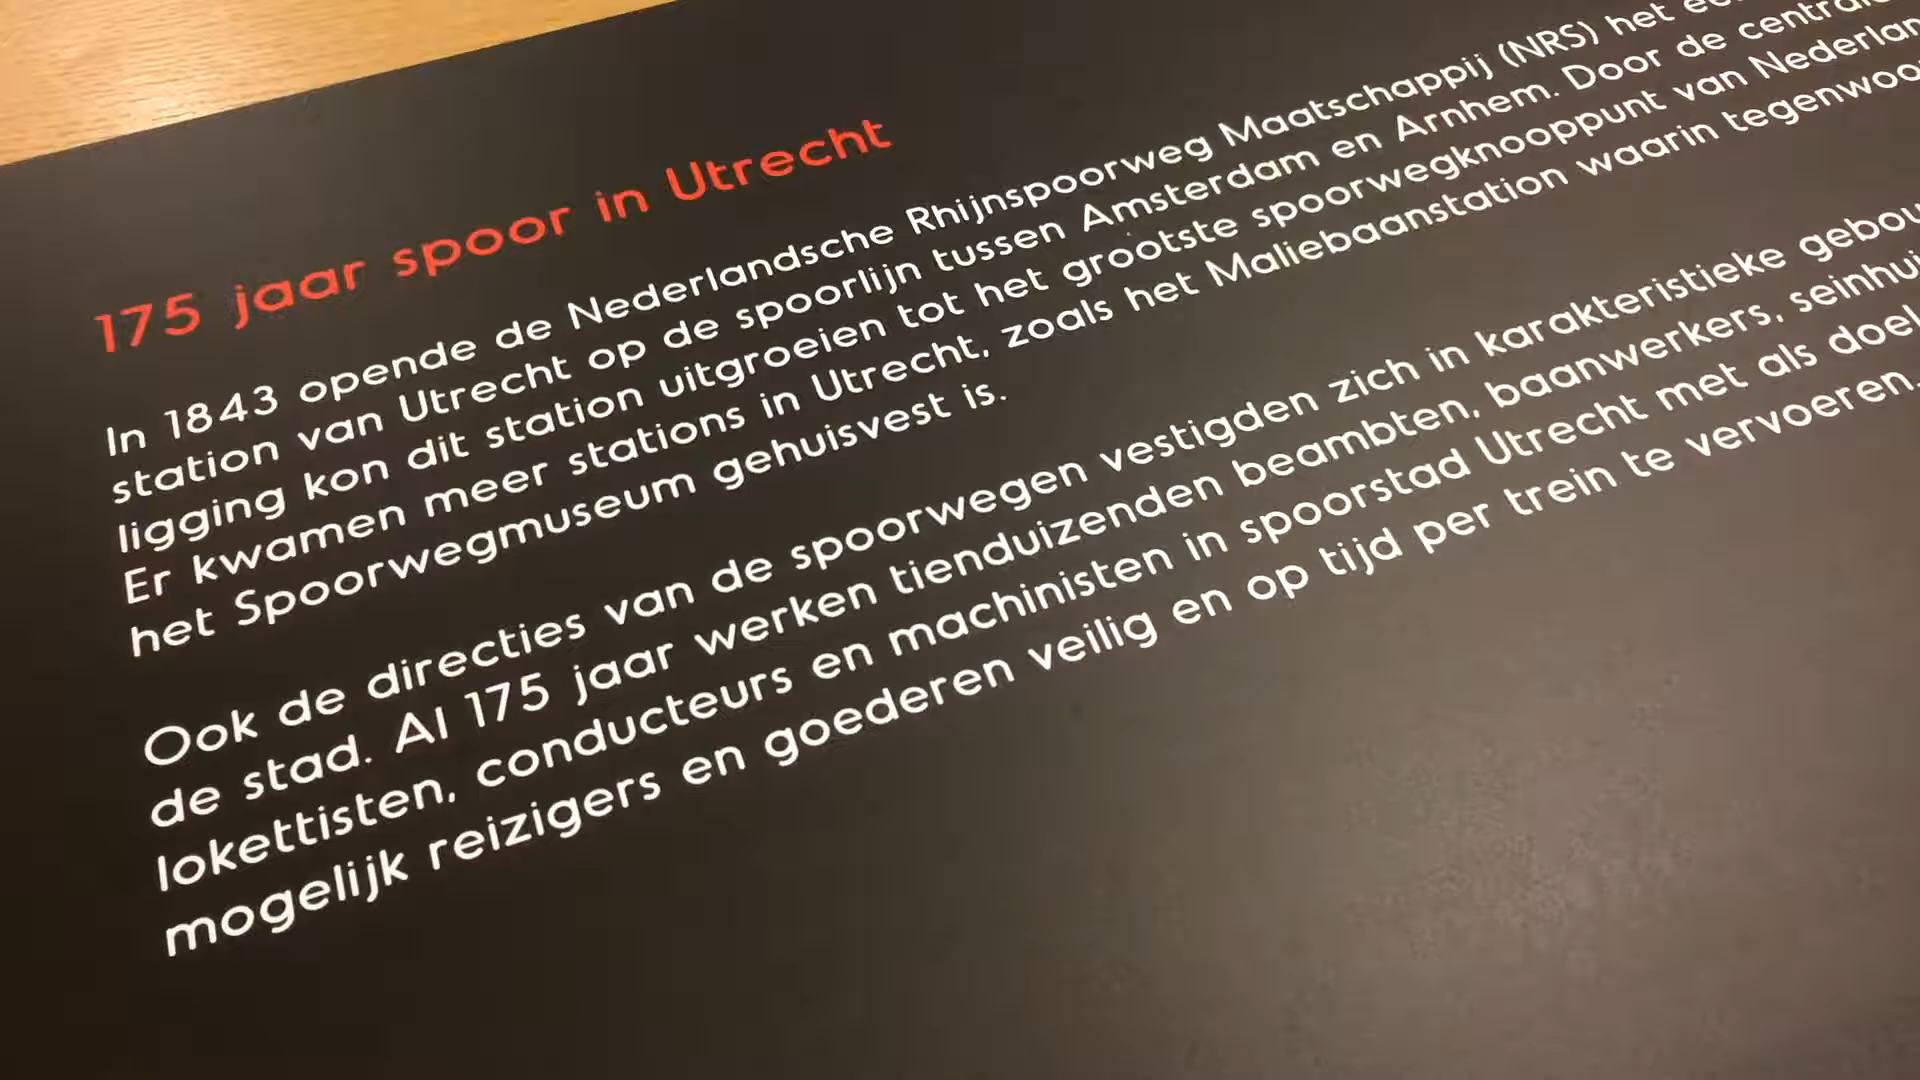 175 jaar spoor in Utrecht
In 1843 opende de Nederlandsche Rhijnspoorweg Maatschappij (NRS) het
station van Utrecht op de spoorlijn tussen Amsterdam en Arnhem. Door de
ligging kon dit station uitgroeien tot het grootste spoorwegknooppunt van
Er kwamen meer stations in Utrecht, zoals het Maliebaanstation waarin
het Spoorwegmuseum gehuisvest is.
Ook de directies van de spoorwegen vestigden zich in karakteristieke
de stad. Al 175 jaar werken tienduizenden beambten, baanwerkers,
lokettisten, conducteurs en machinisten in spoorstad Utrecht met als
mogelijk reizigers en goederen veilig en op tijd per trein te vervoeren.